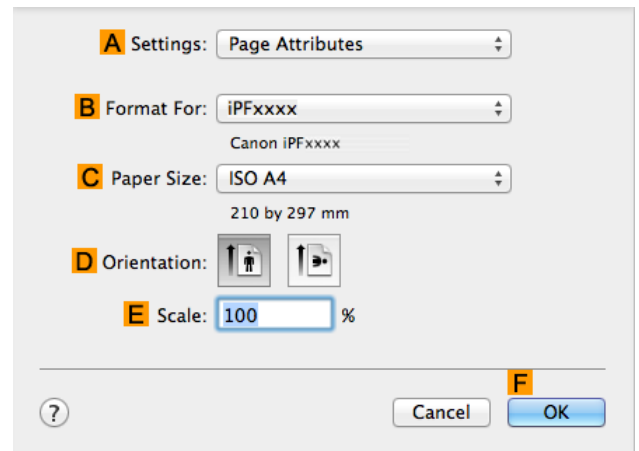 A Settings: Page Attributes
B Format For: iPFxxxx
Canon iPFxxxx
C Paper Size: ISO A4
210 by 297 mm
D Orientation:
E Scale: 100 %
F
? Cancel OK